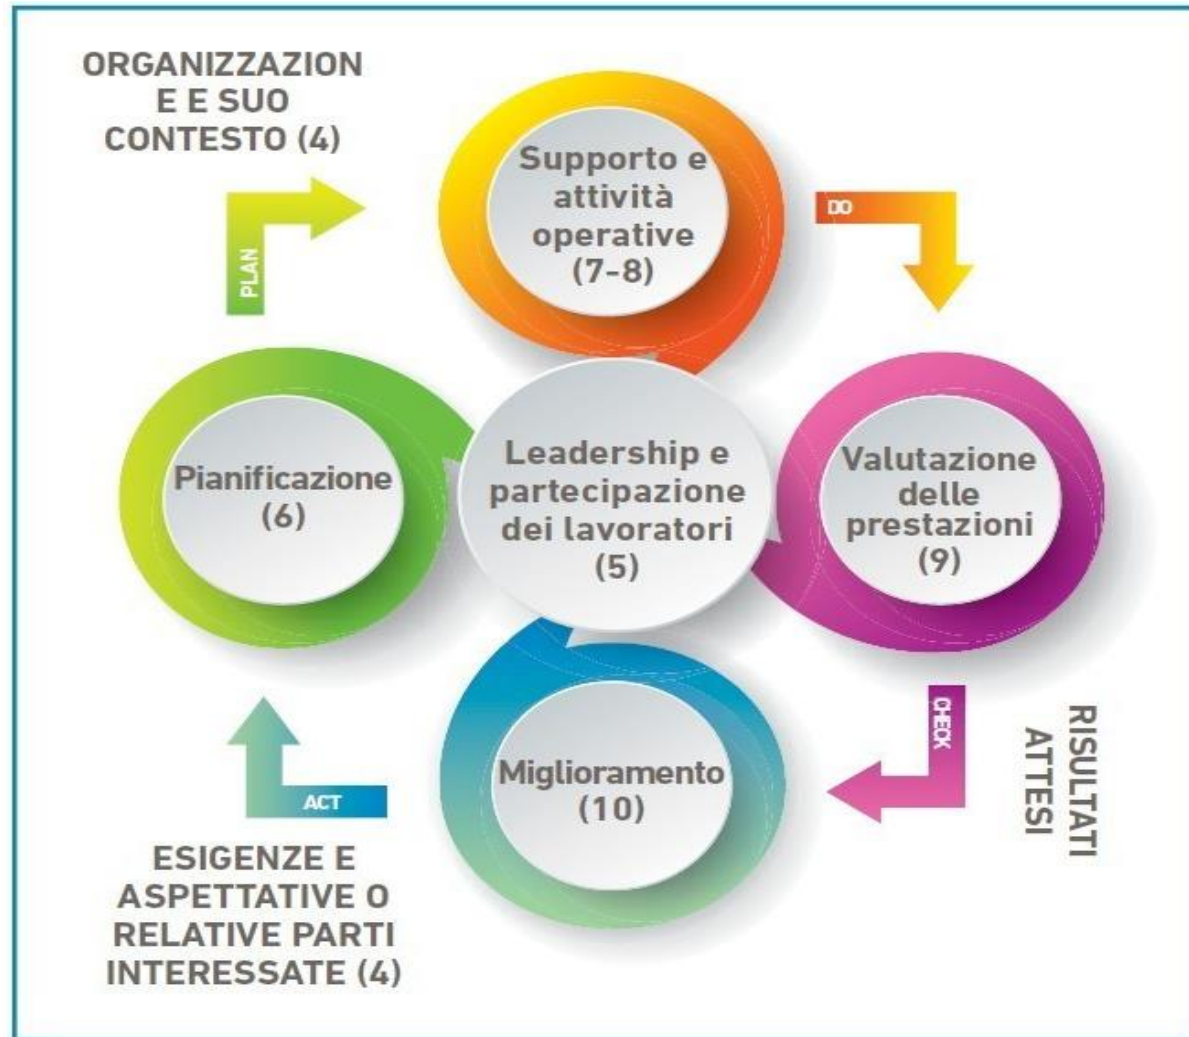 ORGANIZZAZION
E E SUO
CONTESTO (4)
PLAN
Supporto e
attività
operative
(7-8)
DO
Pianificazione
(6)
Leadership e
partecipazione
dei lavoratori
(5)
Valutazione
delle
prestazioni
(9)
CHECK
RISULTATI
ATTESI
Miglioramento
(10)
ACT
ESIGENZE E
ASPETTATIVE O
RELATIVE PARTI
INTERESSATE (4)